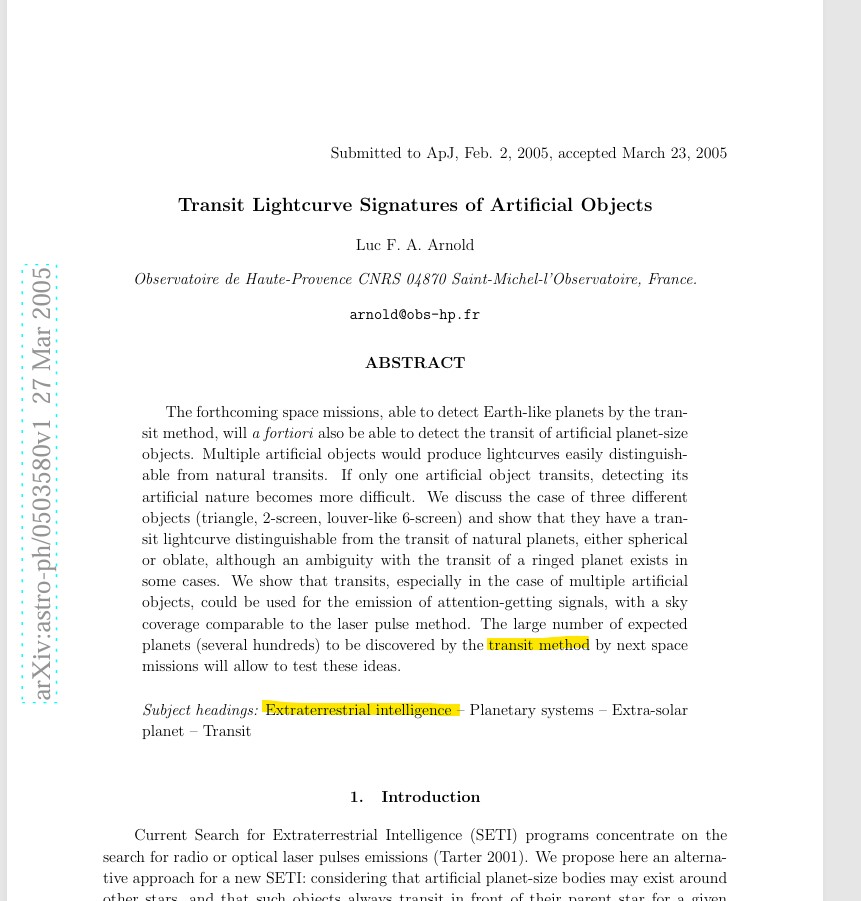 Submitted to ApJ, Feb. 2, 2005, accepted March 23, 2005
Transit Lightcurve Signatures of Artificial Objects
Luc F. A. Arnold
Observatoire de Haute-Provence CNRS 04870 Saint-Michel-l'Observatoire, France.
arnold@obs-hp.fr
ABSTRACT
The forthcoming space missions, able to detect Earth-like planets by the tran-
sit method, will a fortiori also be able to detect the transit of artificial planet-size
objects. Multiple artificial objects would produce lightcurves easily distinguish-
able from natural transits. If only one artificial object transits, detecting its
artificial nature becomes more difficult. We discuss the case of three different
objects (triangle, 2-screen, louver-like 6-screen) and show that they have a tran-
sit lightcurve distinguishable from the transit of natural planets, either spherical
or oblate, although an ambiguity with the transit of a ringed planet exists in
some cases. We show that transits, especially in the case of multiple artificial
objects, could be used for the emission of attention-getting signals, with a sky
coverage comparable to the laser pulse method. The large number of expected
planets (several hundreds) to be discovered by the transit method by next space
missions will allow to test these ideas.
Subject headings: Extraterrestrial intelligence – Planetary systems – Extra-solar
planet – Transit
1. Introduction
Current Search for Extraterrestrial Intelligence (SETI) programs concentrate on the
search for radio or optical laser pulses emissions (Tarter 2001). We propose here an alterna-
tive approach for a new SETI: considering that artificial planet-size bodies may exist around
other stars, and that such objects always transit in front of their parent star for a given
arXiv:astro-ph/0503580v1 27 Mar 2005